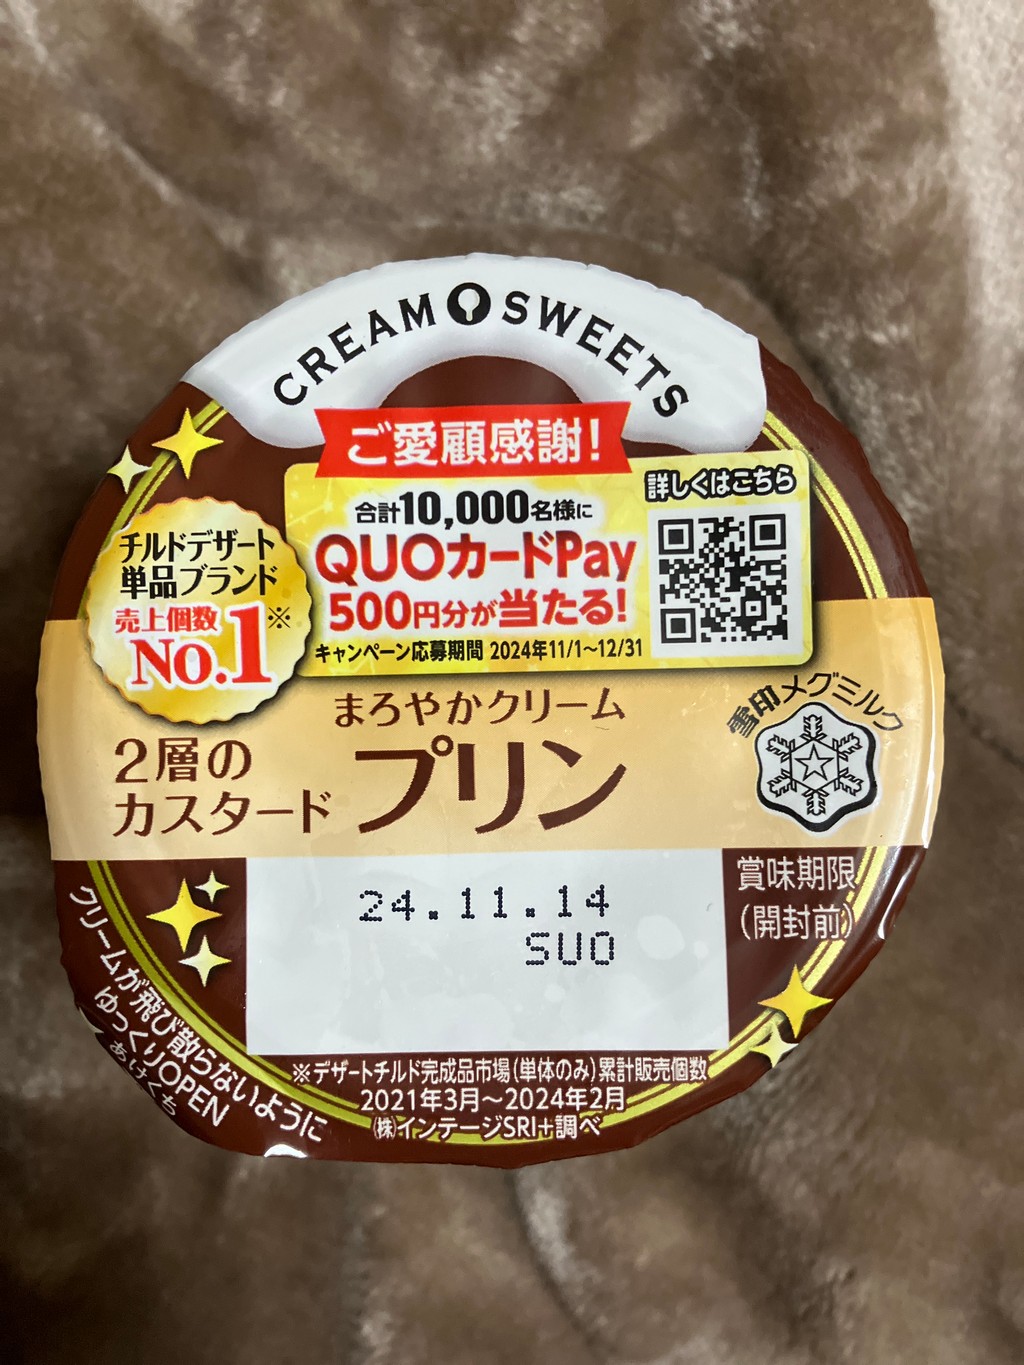 CREAM SWEETS
ご愛顧感謝!
合計10,000名様に
QUOカードPay
500円分が当たる!
キャンペーン応募期間 2024年11/1〜12/31
詳しくはこちら
チルドデザート
単品ブランド
売上個数
No.1※
まろやかクリーム
2層の
カスタード
プリン
雪印メグミルク
24.11.14
SUO
賞味期限
(開封前)
クリームが飛び散らないように
ゆっくりOPEN
あけくち
※デザートチルド完成品市場(単体のみ)累計販売個数
2021年3月〜2024年2月
㈱インテージSRI+調べ